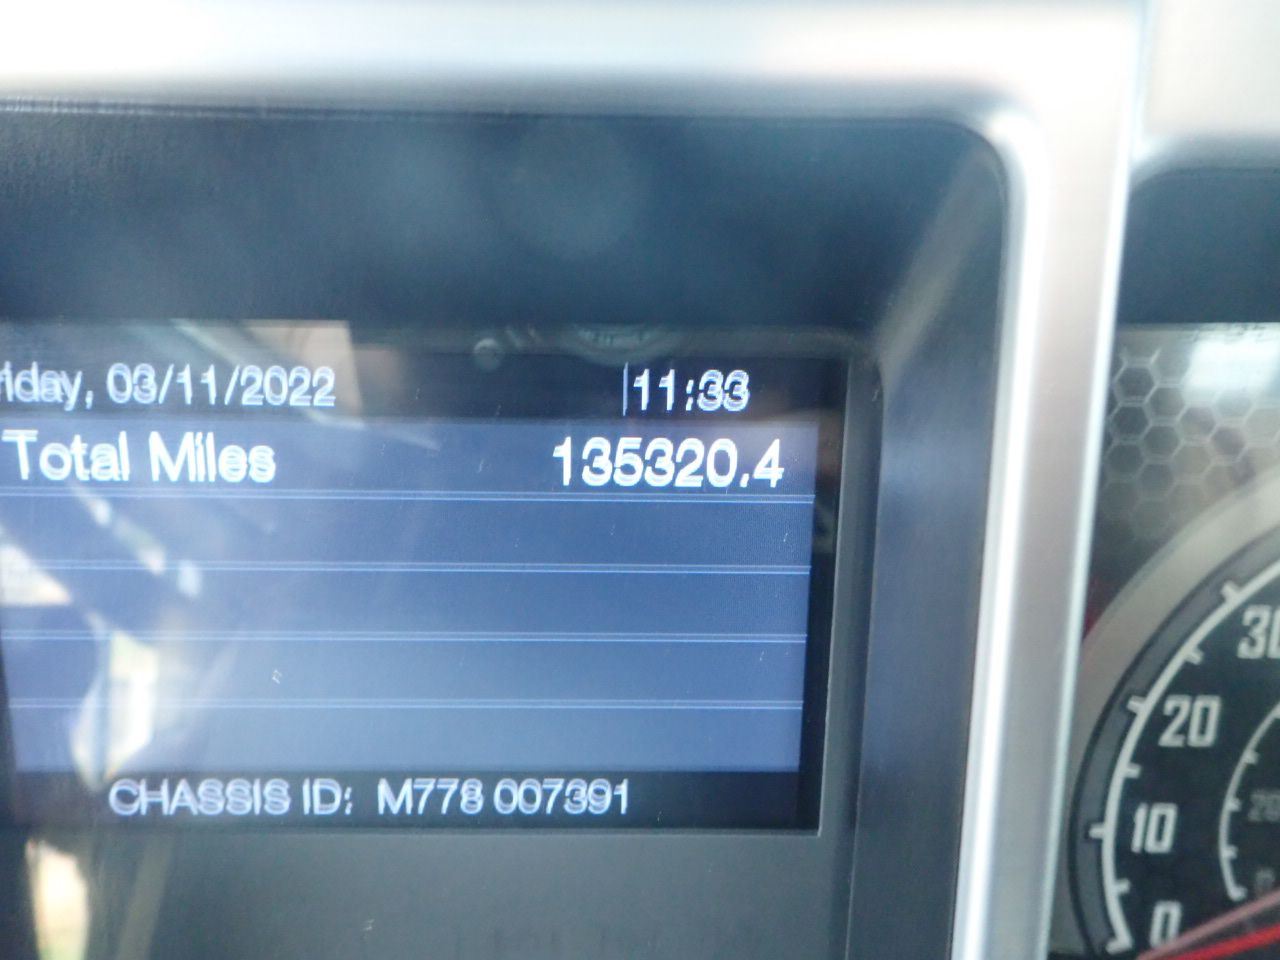 riday, 03/11/2022 11:33
Total Miles 135320.4
CHASSIS ID: M778 007391
30
20
10
0